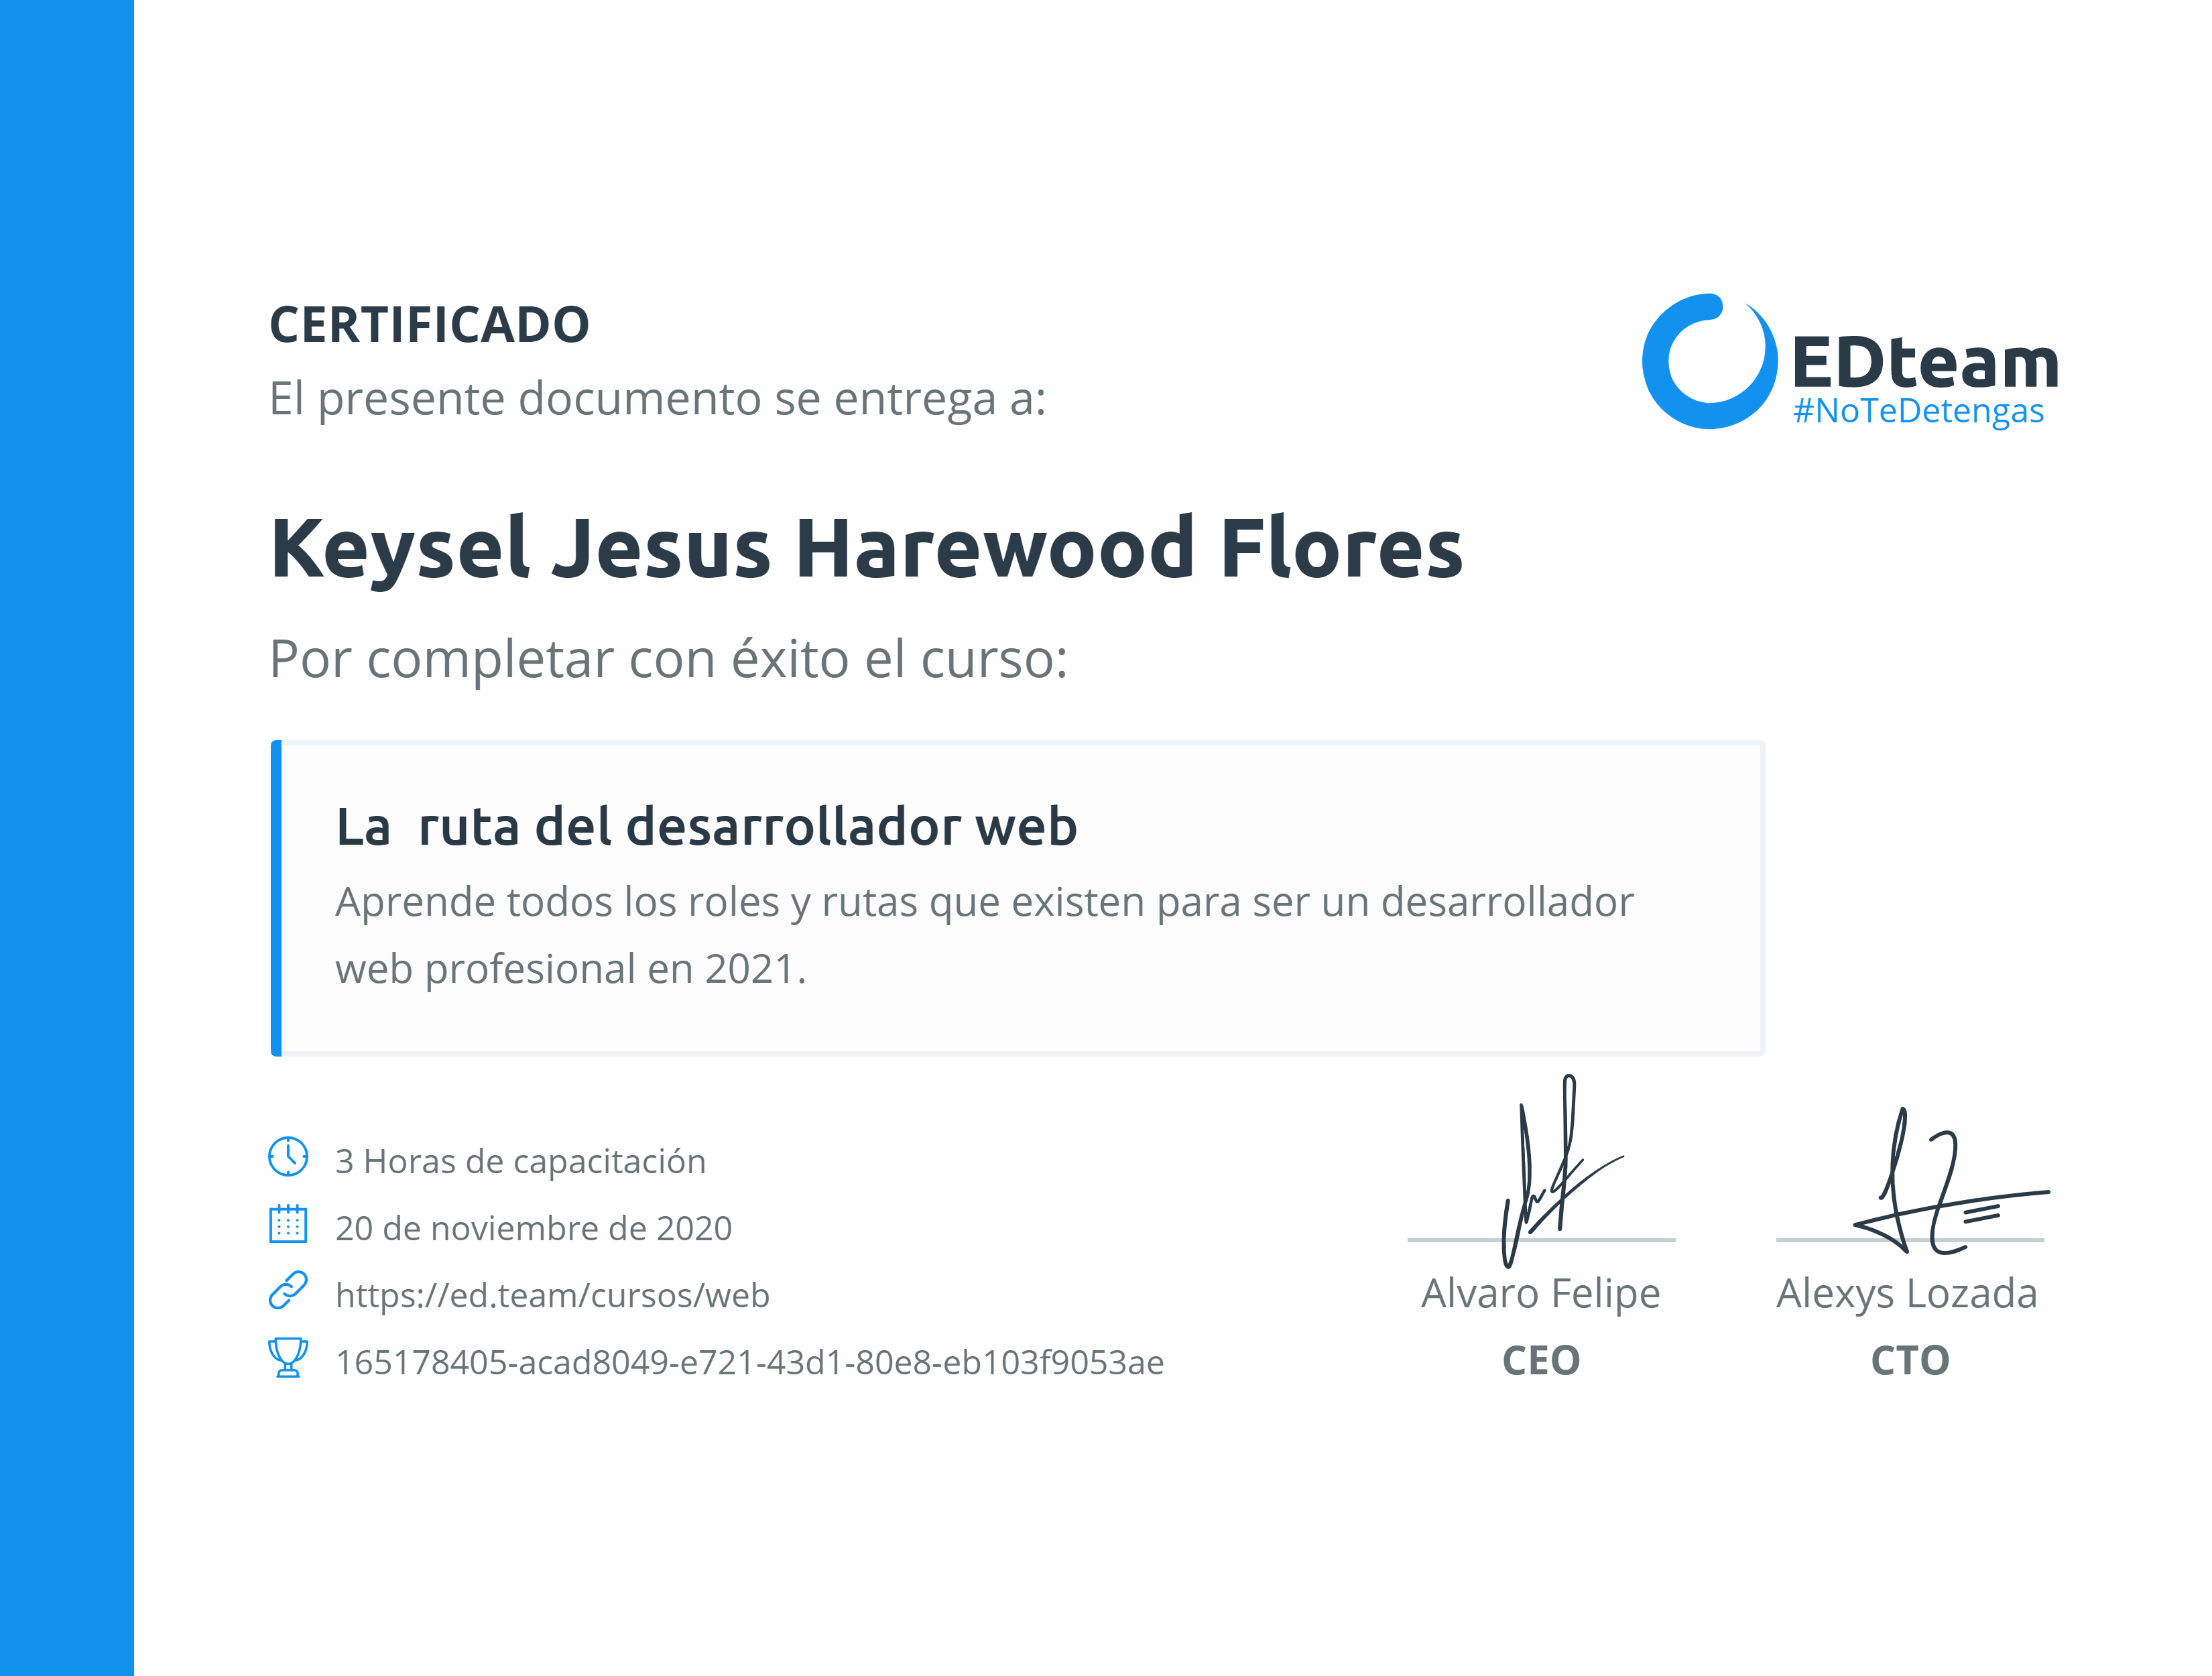 CERTIFICADO
El presente documento se entrega a:
EDteam
#NoTeDetengas
Keysel Jesus Harewood Flores
Por completar con éxito el curso:
La  ruta del desarrollador web
Aprende todos los roles y rutas que existen para ser un desarrollador
web profesional en 2021.
3 Horas de capacitación
20 de noviembre de 2020
https://ed.team/cursos/web
165178405-acad8049-e721-43d1-80e8-eb103f9053ae
Alvaro Felipe
CEO
Alexys Lozada
CTO